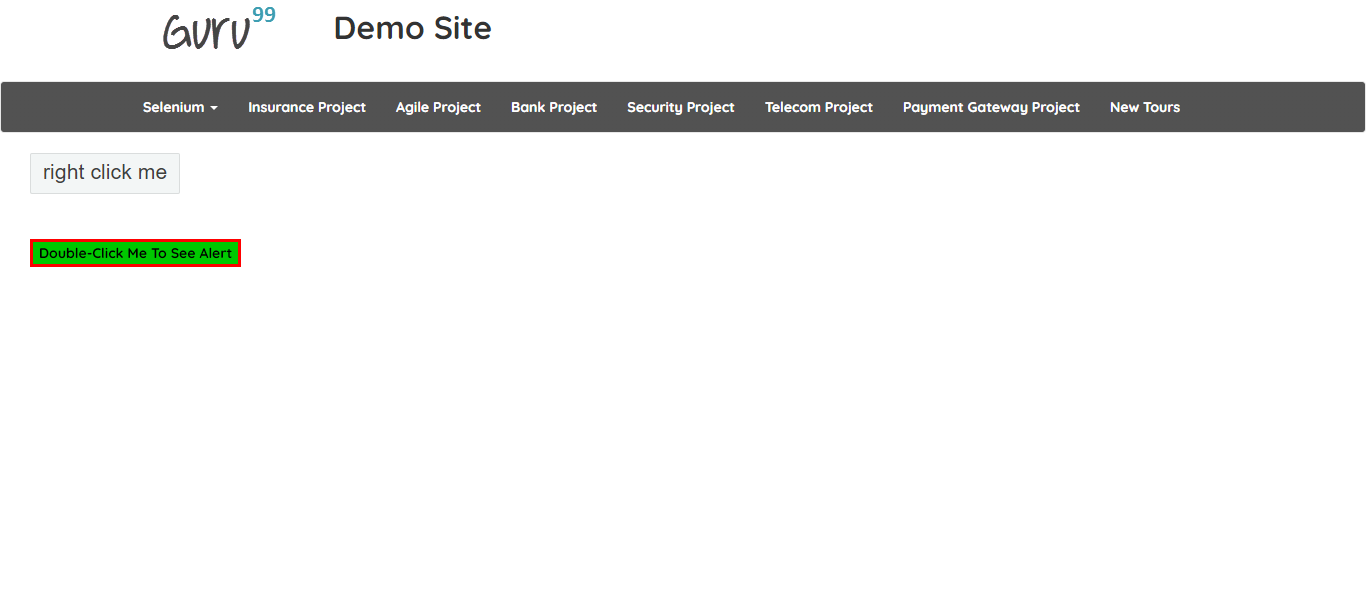 Guru99 Demo Site
Selenium Insurance Project Agile Project Bank Project Security Project Telecom Project Payment Gateway Project New Tours
right click me
Double-Click Me To See Alert